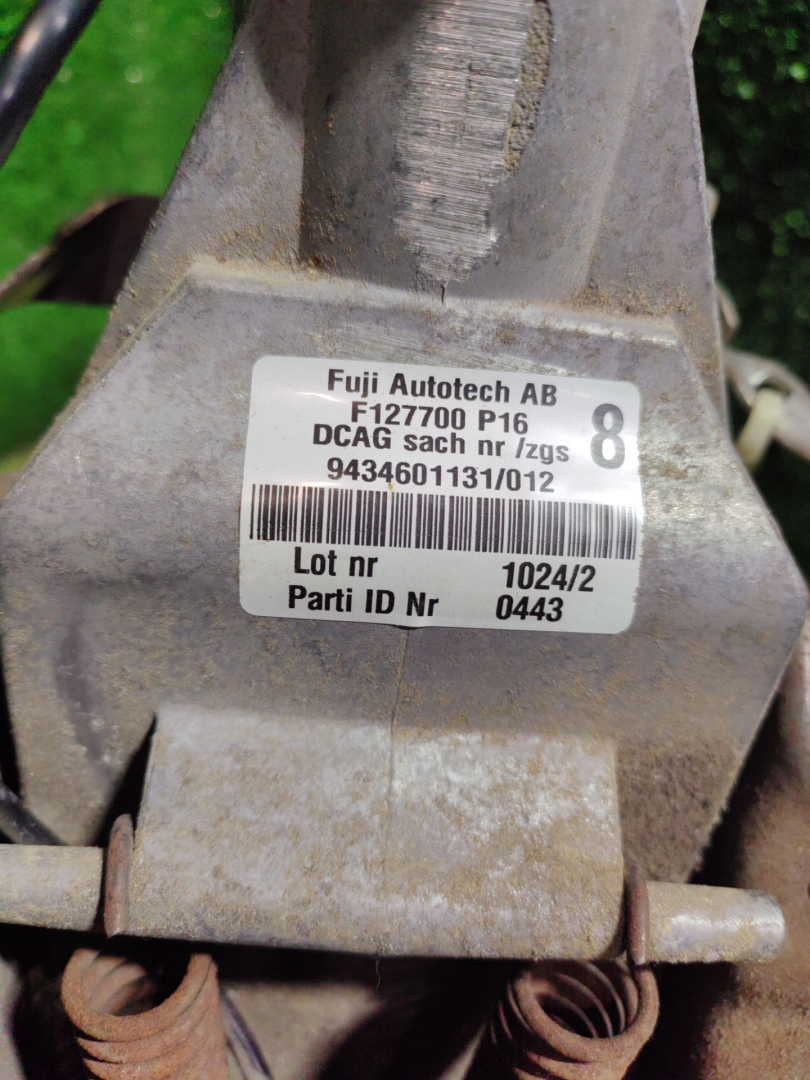 Fuji Autotech AB
F127700 P16
8
DCAG sach nr /zgs
9434601131/012
Lot nr 1024/2
Parti ID Nr 0443